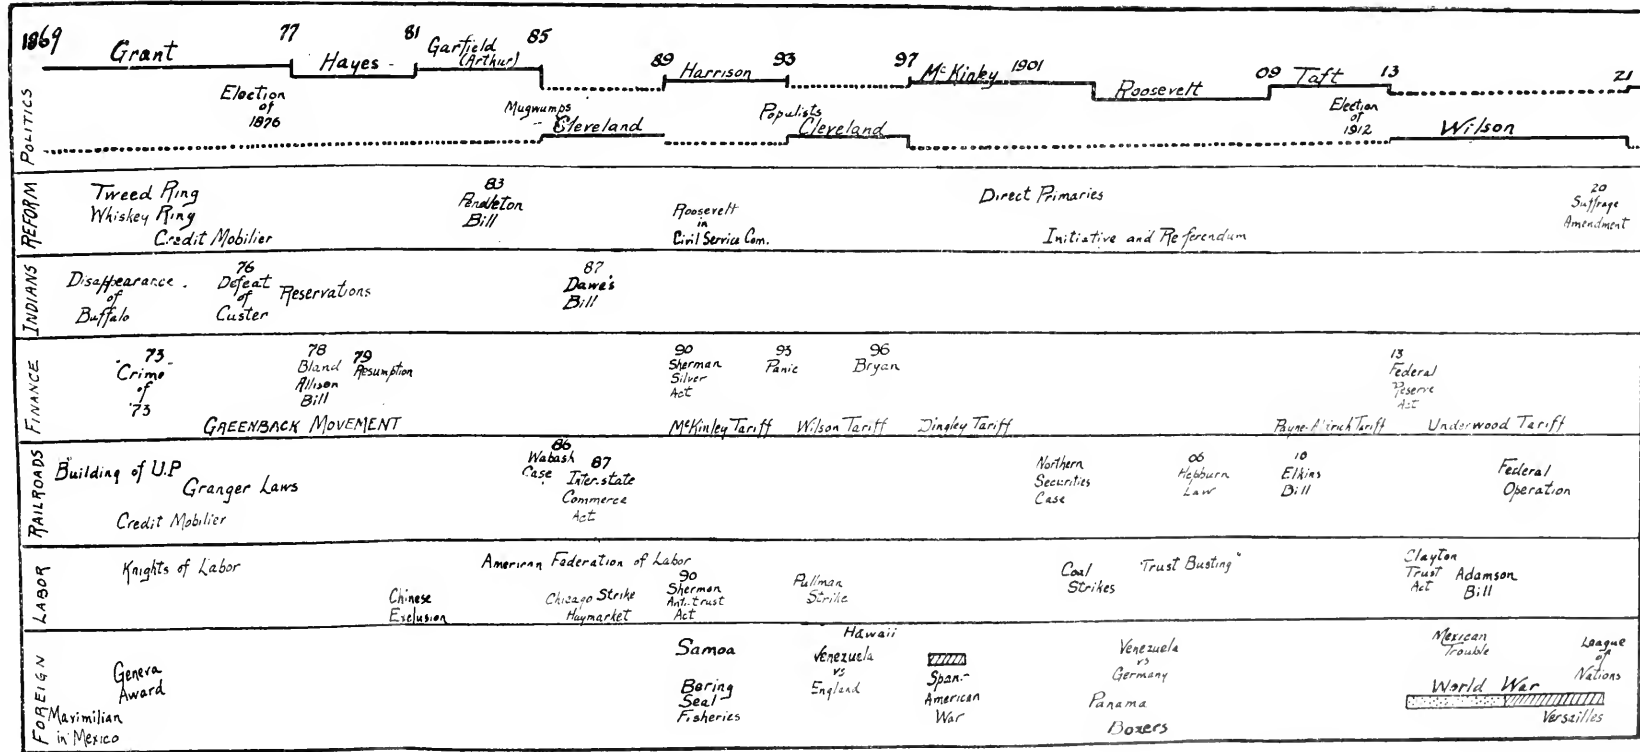 POLITICS
1869
Grant
77
Hayes -
81
Garfield
(Arthur)
85
89
Harrison
93
97
McKinley
1901
Roosevelt
09
Taft
13
21
Election
of
1876
Mugwumps
Cleveland
Populists
Cleveland
Election
of
1912
Wilson
REFORM
Tweed Ring
Whiskey Ring
Credit Mobilier
83
Pendleton
Bill
Roosevelt
in
Civil Service Com.
Direct Primaries
Initiative and Referendum
20
Suffrage
Amendment
INDIANS
Disappearance
of
Buffalo
76
Defeat
of
Custer
Reservations
87
Dawe's
Bill
FINANCE
73
"Crime"
of
'73
78
Bland
Allison
Bill
79
Resumption
GREENBACK MOVEMENT
90
Sherman
Silver
Act
93
Panic
96
Bryan
McKinley Tariff
Wilson Tariff
Dingley Tariff
13
Federal
Reserve
Act
Payne-Aldrich Tariff
Underwood Tariff
RAILROADS
Building of U.P
Granger Laws
Credit Mobilier
86
Wabash
Case
87
Inter.state
Commerce
Act
Northern
Securities
Case
06
Hepburn
Law
10
Elkins
Bill
Federal
Operation
LABOR
Knights of Labor
Chinese
Exclusion
American Federation of Labor
Chicago Strike
Haymarket
90
Sherman
Anti-trust
Act
Pullman
Strike
Coal
Strikes
"Trust Busting"
Clayton
Trust
Act
Adamson
Bill
FOREIGN
Geneva
Award
Maximilian
in Mexico
Samoa
Bering
Seal
Fisheries
Hawaii
Venezuela
vs
England
Span.-
American
War
Venezuela
vs
Germany
Panama
Boxers
Mexican
Trouble
World War
League
of
Nations
Versailles